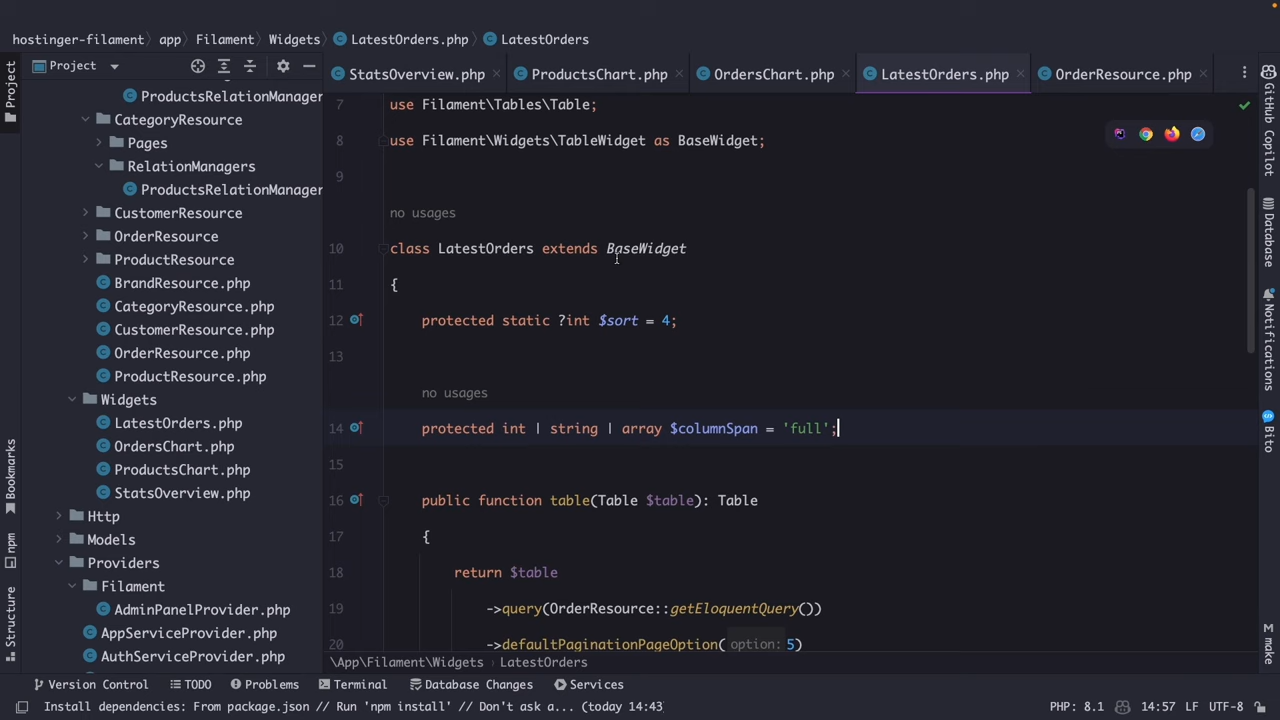 hostinger-filament › app › Filament › Widgets › LatestOrders.php › LatestOrders
Project
StatsOverview.php
ProductsChart.php
OrdersChart.php
LatestOrders.php
OrderResource.php
Project
ProductsRelationManager
CategoryResource
Pages
RelationManagers
ProductsRelationManager
CustomerResource
OrderResource
ProductResource
BrandResource.php
CategoryResource.php
CustomerResource.php
OrderResource.php
ProductResource.php
Widgets
LatestOrders.php
OrdersChart.php
ProductsChart.php
StatsOverview.php
Http
Models
Providers
Filament
AdminPanelProvider.php
AppServiceProvider.php
AuthServiceProvider.php
Bookmarks
npm
Structure
7 use Filament\Tables\Table;
8 use Filament\Widgets\TableWidget as BaseWidget;
9
no usages
10 class LatestOrders extends BaseWidget
11 {
12 protected static ?int $sort = 4;
13
no usages
14 protected int | string | array $columnSpan = 'full';
15
16 public function table(Table $table): Table
17 {
18 return $table
19 ->query(OrderResource::getEloquentQuery())
20 ->defaultPaginationPageOption( option: 5)
\App\Filament\Widgets › LatestOrders
GitHub Copilot
Database
Notifications
Bito
make
Version Control
TODO
Problems
Terminal
Database Changes
Services
Install dependencies: From package.json // Run 'npm install' // Don't ask a... (today 14:43)
PHP: 8.1
14:57
LF
UTF-8